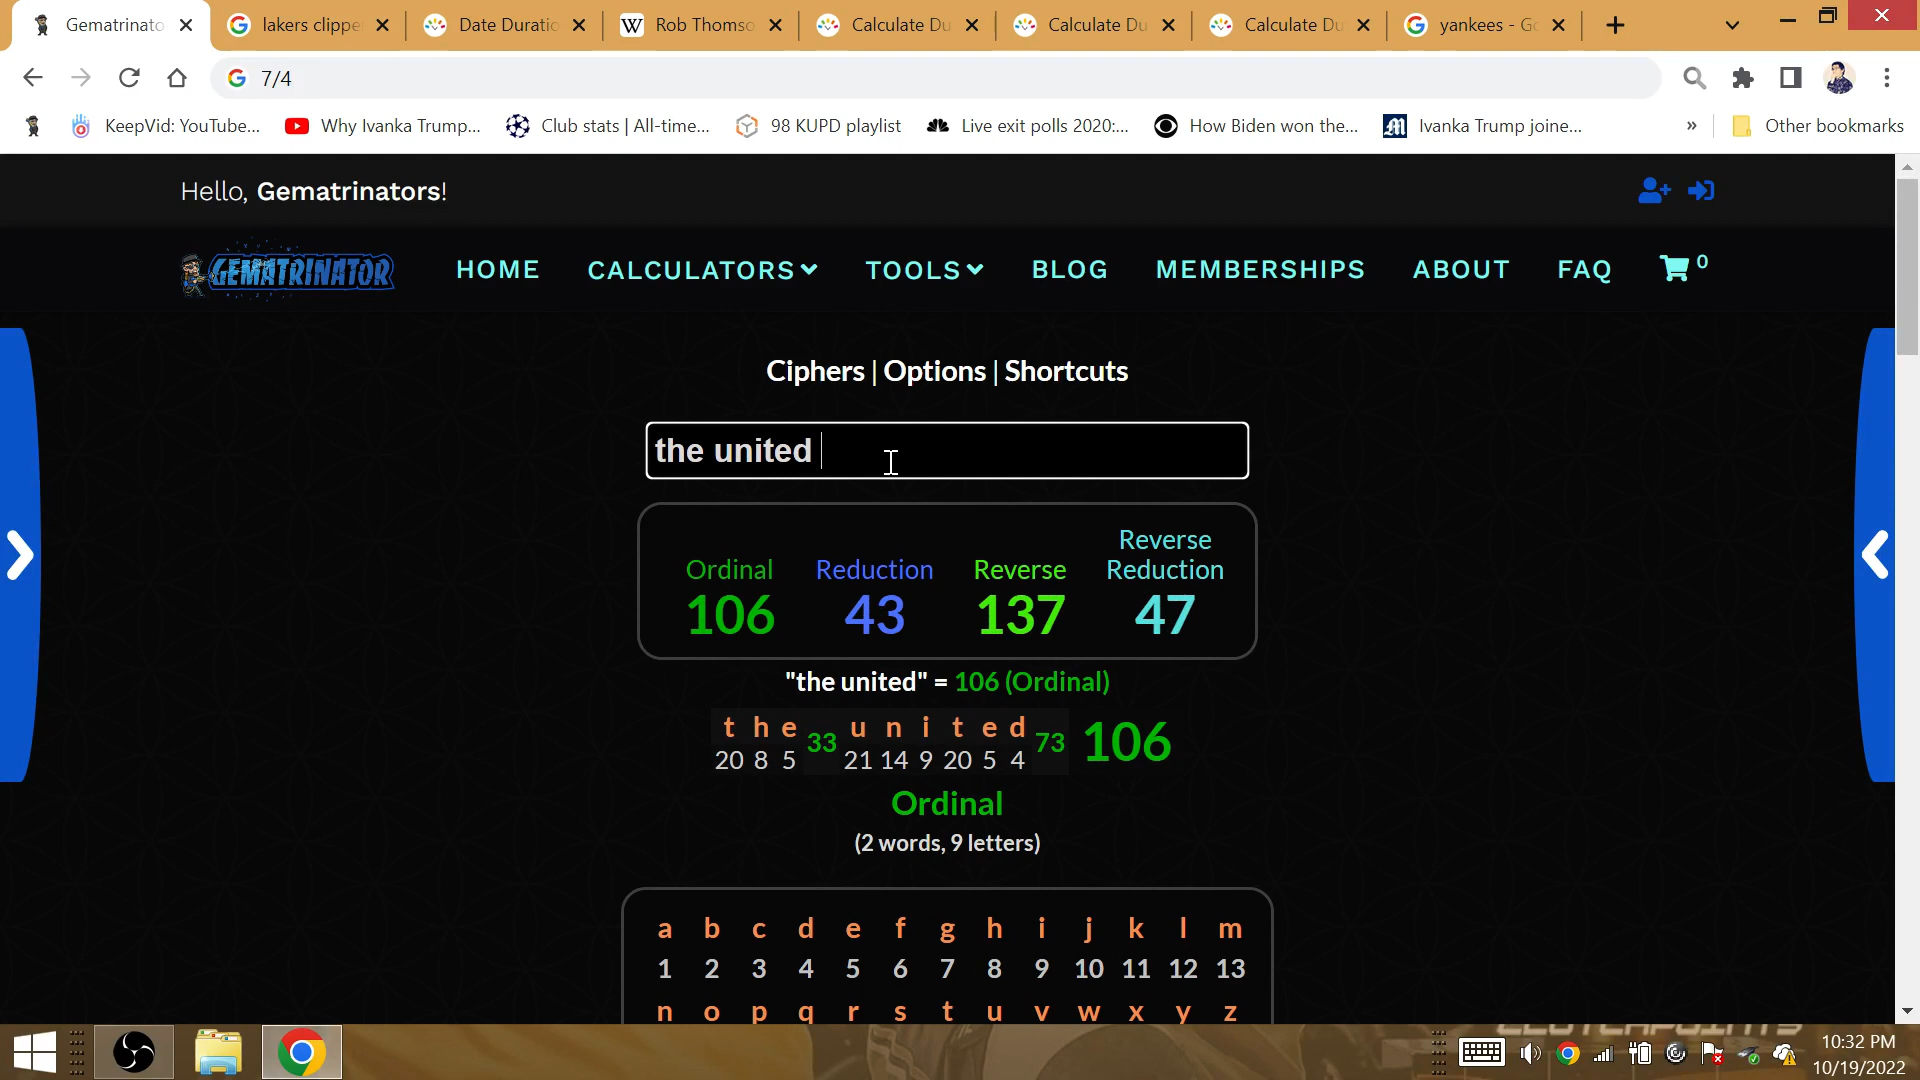 Gematrinato
lakers clippe
Date Duratio
Rob Thomso
Calculate Du
Calculate Du
Calculate Du
yankees - Go
7/4
KeepVid: YouTube...
Why Ivanka Trump...
Club stats | All-time...
98 KUPD playlist
Live exit polls 2020:...
How Biden won the...
Ivanka Trump joine...
»
Other bookmarks
Hello, Gematrinators!
GEMATRINATOR
HOME
CALCULATORS
TOOLS
BLOG
MEMBERSHIPS
ABOUT
FAQ
0
Ciphers | Options | Shortcuts
the united
Ordinal
106
Reduction
43
Reverse
137
Reverse
Reduction
47
"the united" = 106 (Ordinal)
t h e 33 u n i t e d 73 106
20 8 5 21 14 9 20 5 4
Ordinal
(2 words, 9 letters)
a b c d e f g h i j k l m
1 2 3 4 5 6 7 8 9 10 11 12 13
n o p q r s t u v w x y z
CLUTCHPOINTS
10:32 PM
10/19/2022